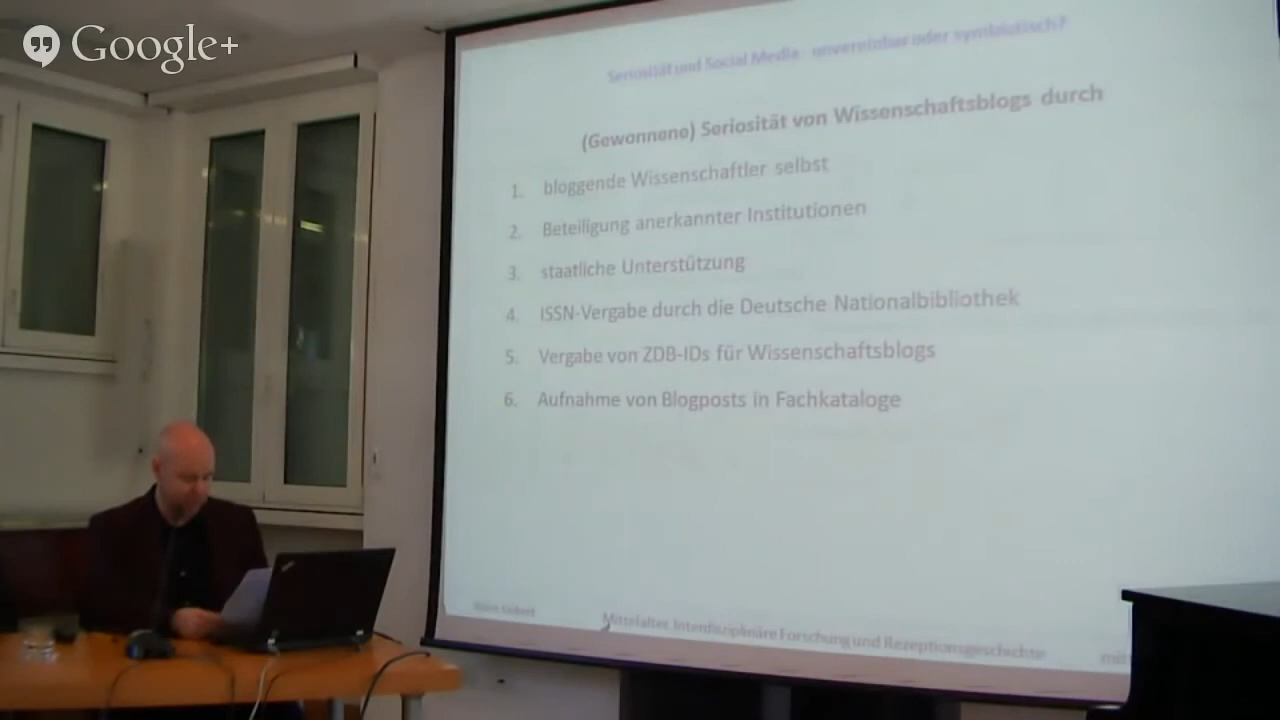 Google+
Seriosität und Social Media - unvereinbar oder symbiotisch?
(Gewonnene) Seriosität von Wissenschaftsblogs durch
1. bloggende Wissenschaftler selbst
2. Beteiligung anerkannter Institutionen
3. staatliche Unterstützung
4. ISSN-Vergabe durch die Deutsche Nationalbibliothek
5. Vergabe von ZDB-IDs für Wissenschaftsblogs
6. Aufnahme von Blogposts in Fachkataloge
Mittelalter. Interdisziplinäre Forschung und Rezeptionsgeschichte